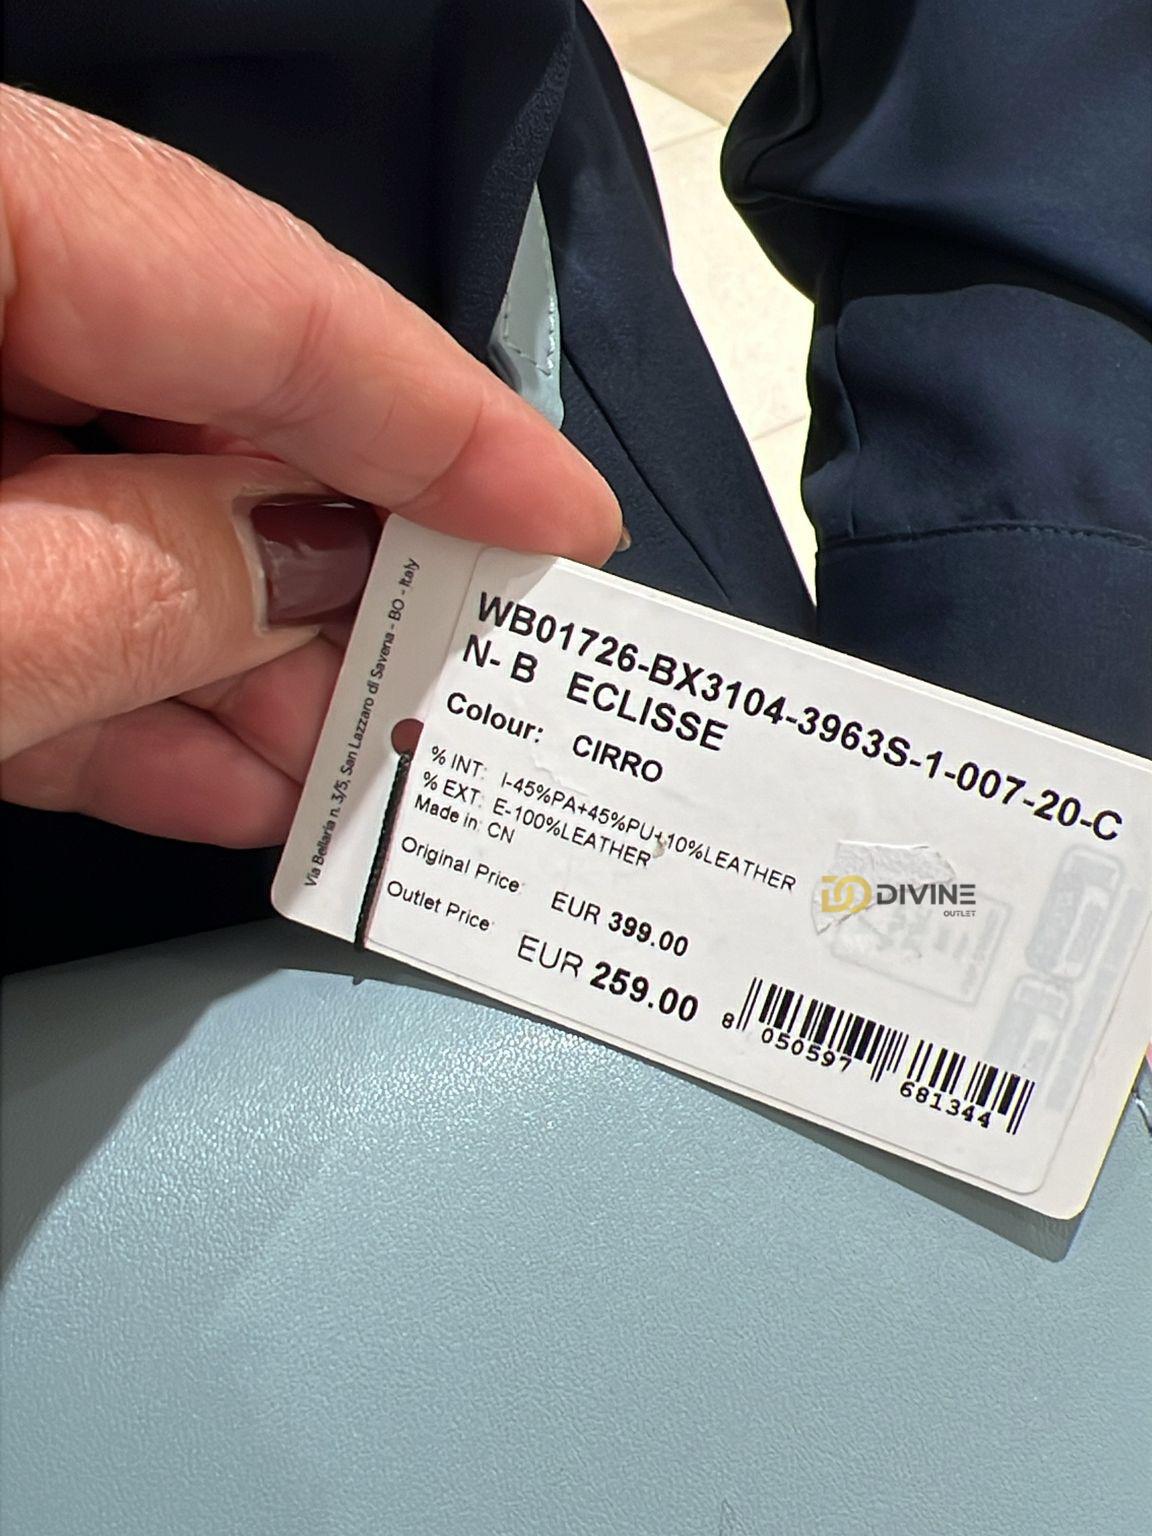 Via Bellaria n. 3/5, San Lazzaro di Savena - BO - Italy
WB01726-BX3104-3963S-1-007-20-C
N- B ECLISSE
Colour: CIRRO
% INT: I-45%PA+45%PU+10%LEATHER
% EXT: E-100%LEATHER
Made in: CN
Original Price: EUR 399.00
Outlet Price: EUR 259.00
8 050597 681344
DIVINE
OUTLET